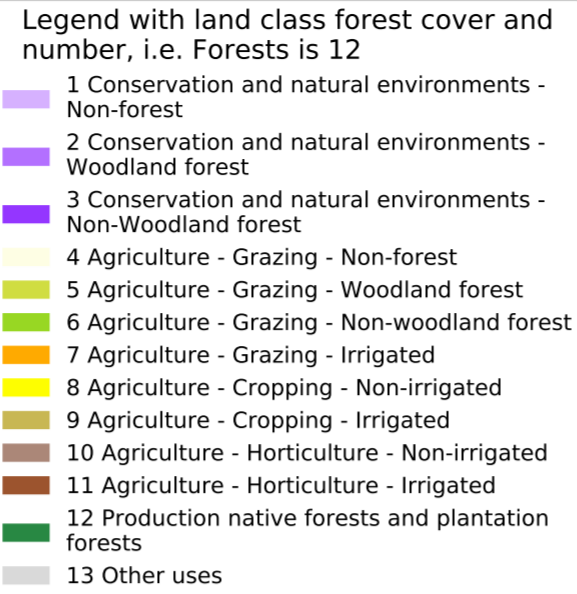 Legend with land class forest cover and
number, i.e. Forests is 12
1 Conservation and natural environments -
Non-forest
2 Conservation and natural environments -
Woodland forest
3 Conservation and natural environments -
Non-Woodland forest
4 Agriculture - Grazing - Non-forest
5 Agriculture - Grazing - Woodland forest
6 Agriculture - Grazing - Non-woodland forest
7 Agriculture - Grazing - Irrigated
8 Agriculture - Cropping - Non-irrigated
9 Agriculture - Cropping - Irrigated
10 Agriculture - Horticulture - Non-irrigated
11 Agriculture - Horticulture - Irrigated
12 Production native forests and plantation
forests
13 Other uses